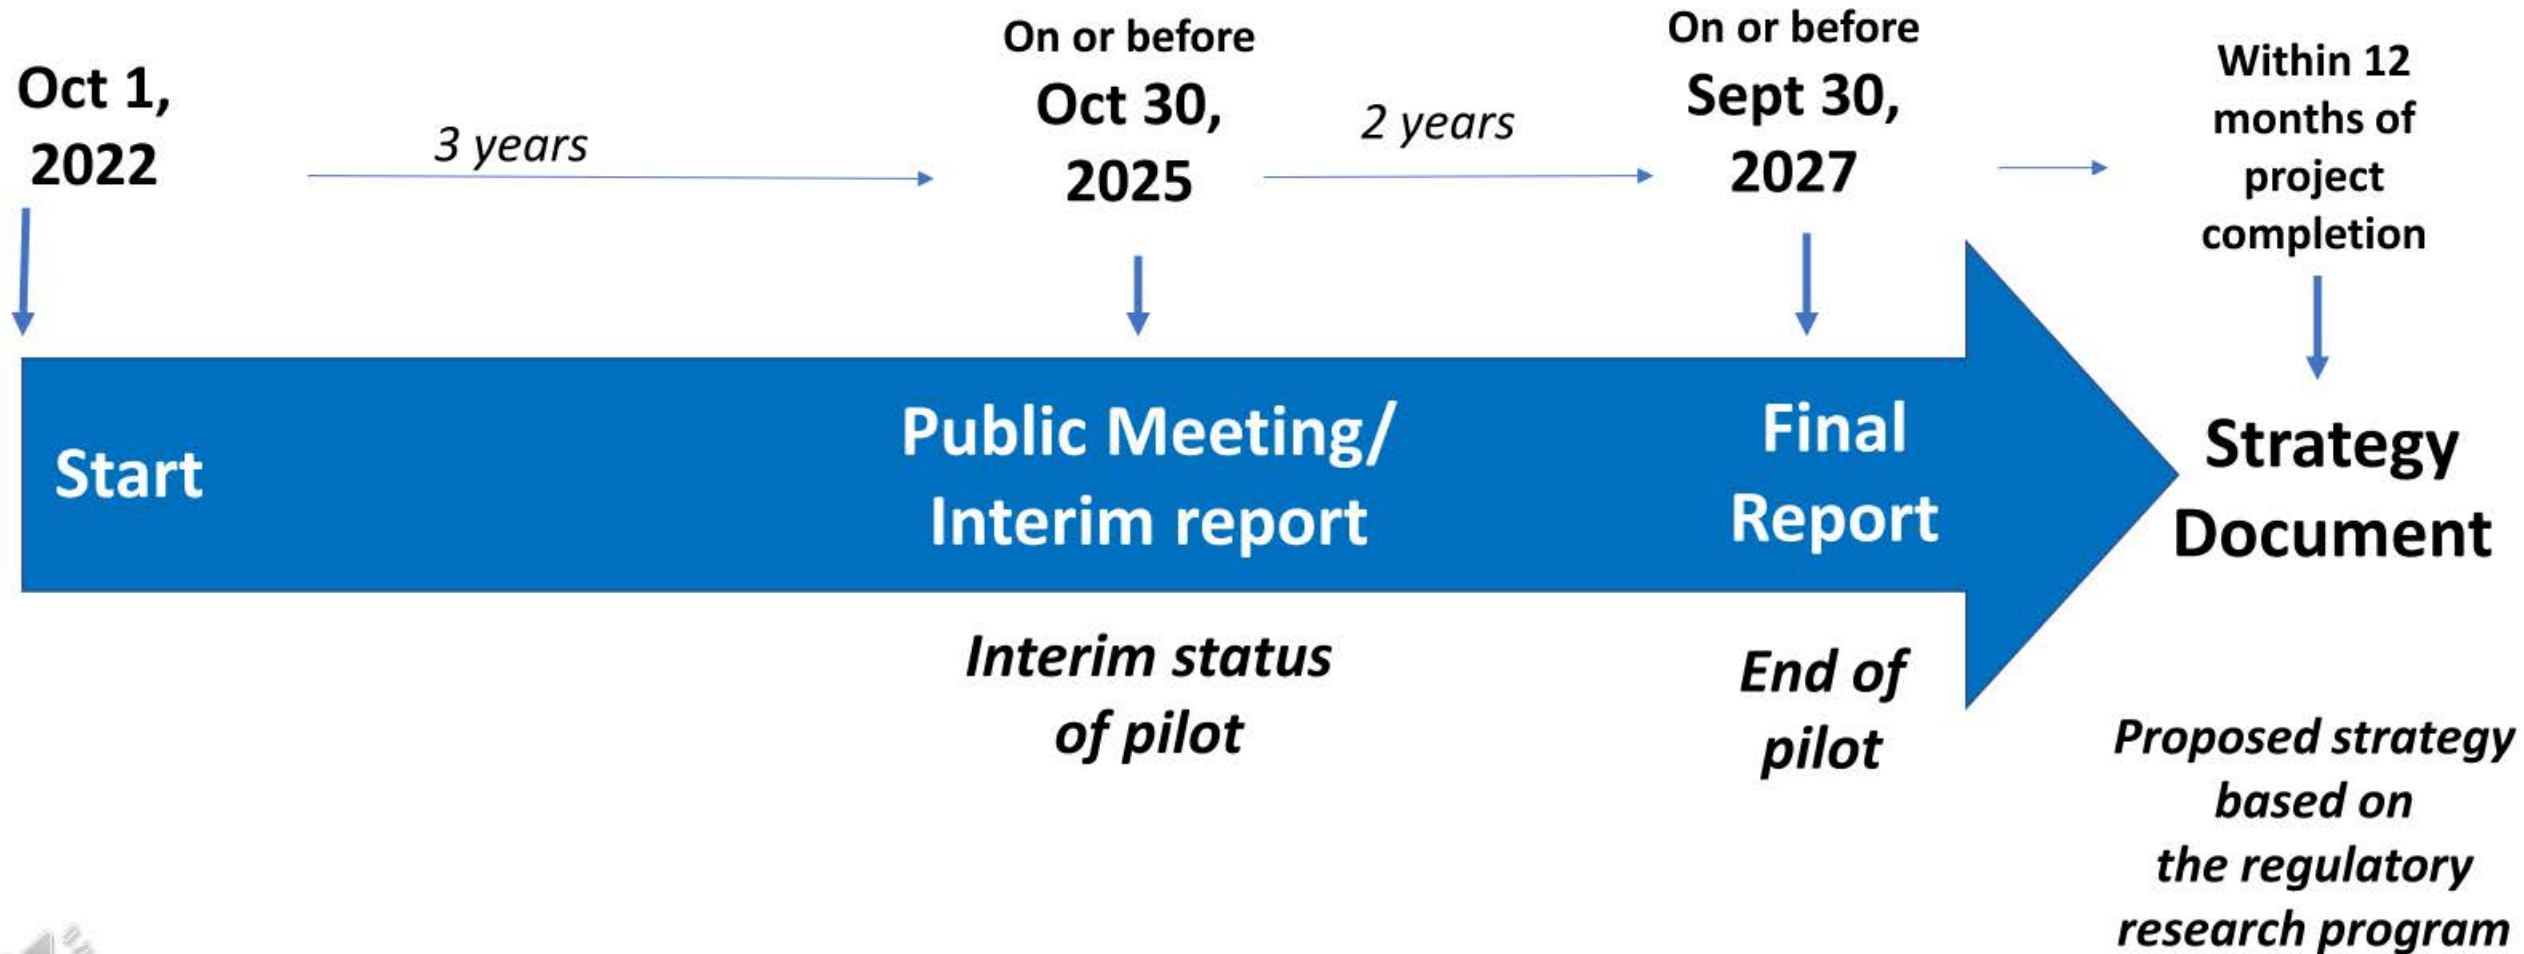 Oct 1,
2022
3 years
On or before
Oct 30,
2025
2 years
On or before
Sept 30,
2027
Within 12
months of
project
completion
Start
Public Meeting/
Interim report
Final
Report
Strategy
Document
Interim status
of pilot
End of
pilot
Proposed strategy
based on
the regulatory
research program